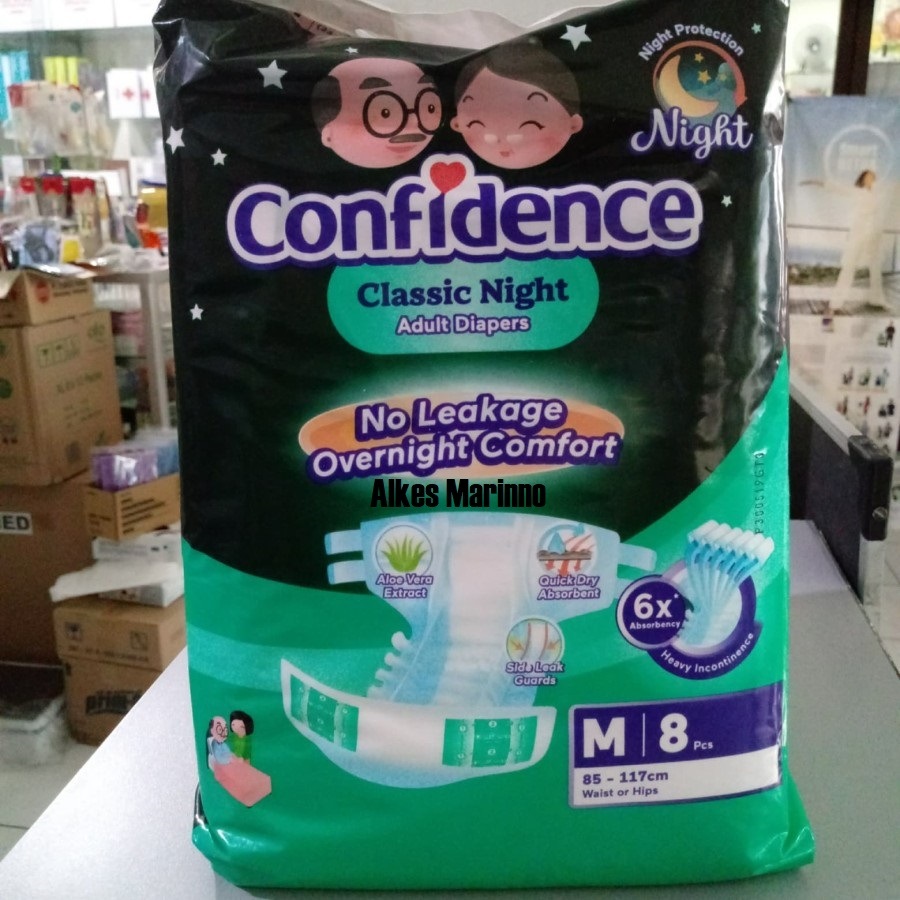 Night Protection
Night
Confidence
Classic Night
Adult Diapers
No Leakage
Overnight Comfort
Alkes Marinno
Aloe Vera
Extract
Quick Dry
Absorbent
6x*
Absorbency
Heavy Incontinence
Side Leak
Guards
M | 8 Pcs
85 - 117cm
Waist or Hips